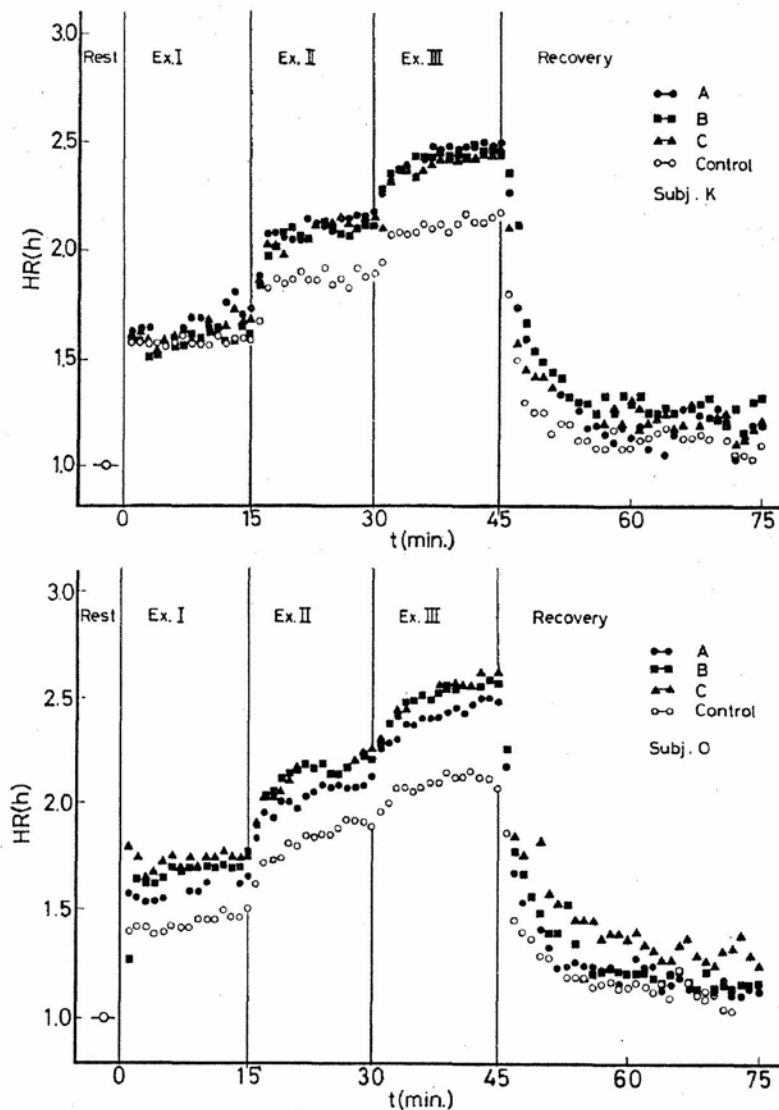 3.0
Rest Ex.I Ex.II Ex.III Recovery
A
B
C
Control
Subj. K
2.5
2.0
1.5
1.0
HR(h)
0 15 30 45 60 75
t(min.)
3.0
Rest Ex.I Ex.II Ex.III Recovery
A
B
C
Control
Subj. O
2.5
2.0
1.5
1.0
HR(h)
0 15 30 45 60 75
t(min.)